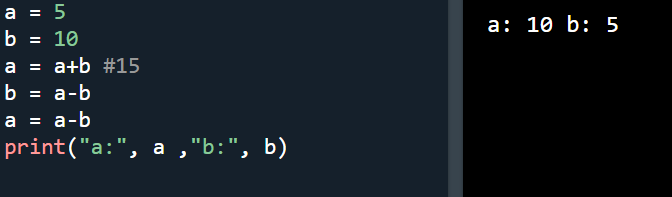 a = 5
b = 10
a = a+b #15
b = a-b
a = a-b
print("a:", a ,"b:", b)
a: 10 b: 5